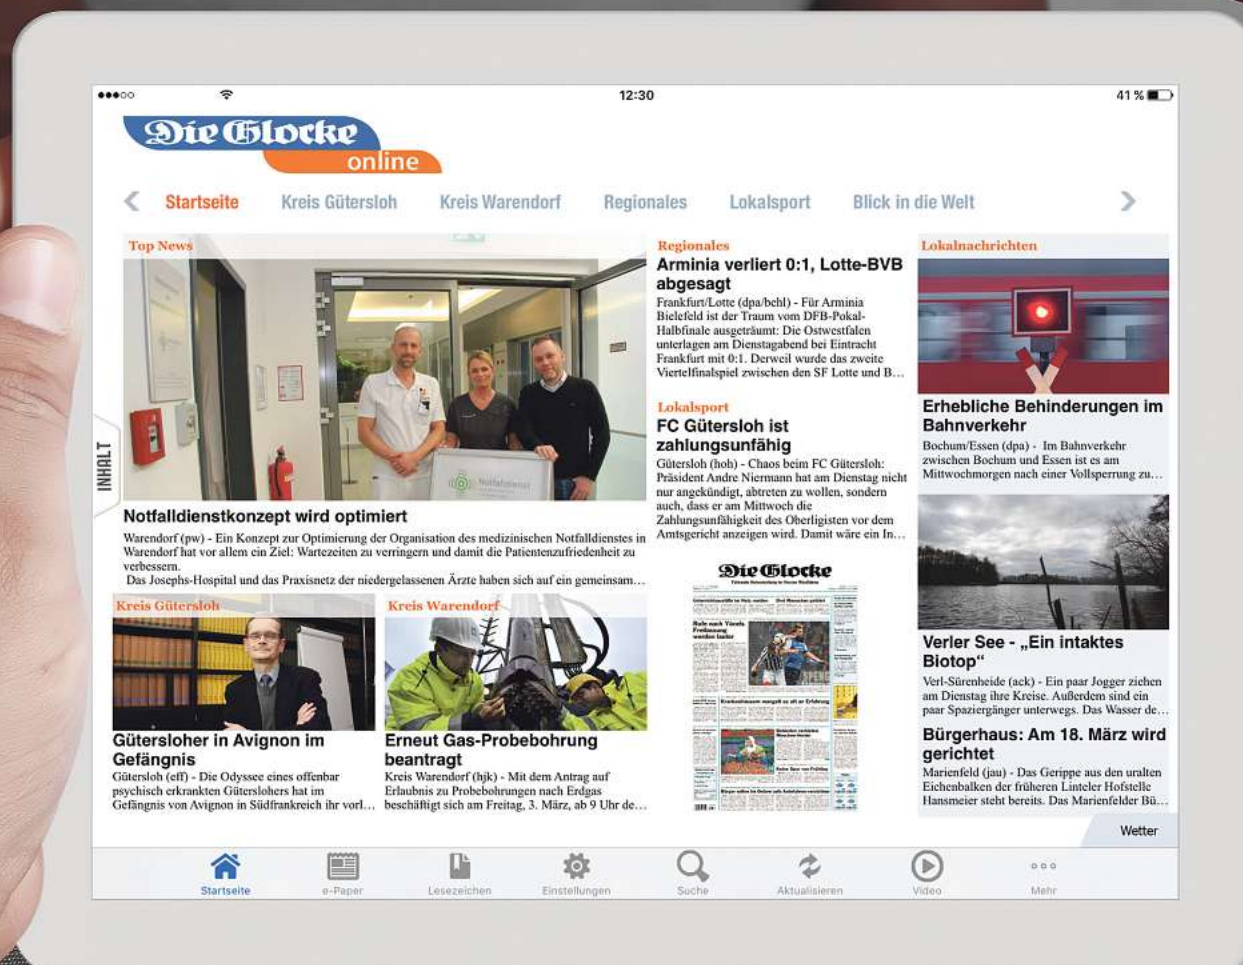 12:30
41 %
Die Glocke
online
Startseite
Kreis Gütersloh
Kreis Warendorf
Regionales
Lokalsport
Blick in die Welt
INHALT
Top News
Notfalldienst
Notfalldienstkonzept wird optimiert
Warendorf (pw) - Ein Konzept zur Optimierung der Organisation des medizinischen Notfalldienstes in
Warendorf hat vor allem ein Ziel: Wartezeiten zu verringern und damit die Patientenzufriedenheit zu
verbessern.
Das Josephs-Hospital und das Praxisnetz der niedergelassenen Ärzte haben sich auf ein gemeinsam…
Kreis Gütersloh
Gütersloher in Avignon im
Gefängnis
Gütersloh (eff) - Die Odyssee eines offenbar
psychisch erkrankten Güterslohers hat im
Gefängnis von Avignon in Südfrankreich ihr vorl…
Kreis Warendorf
Erneut Gas-Probebohrung
beantragt
Kreis Warendorf (hjk) - Mit dem Antrag auf
Erlaubnis zu Probebohrungen nach Erdgas
beschäftigt sich am Freitag, 3. März, ab 9 Uhr de…
Regionales
Arminia verliert 0:1, Lotte-BVB
abgesagt
Frankfurt/Lotte (dpa/bchl) - Für Arminia
Bielefeld ist der Traum vom DFB-Pokal-
Halbfinale ausgeträumt: Die Ostwestfalen
unterlagen am Dienstagabend bei Eintracht
Frankfurt mit 0:1. Derweil wurde das zweite
Viertelfinalspiel zwischen den SF Lotte und B…
Lokalsport
FC Gütersloh ist
zahlungsunfähig
Gütersloh (hoh) - Chaos beim FC Gütersloh:
Präsident Andre Niermann hat am Dienstag nicht
nur angekündigt, abtreten zu wollen, sondern
auch, dass er am Mittwoch die
Zahlungsunfähigkeit des Oberligisten vor dem
Amtsgericht anzeigen wird. Damit wäre ein In…
Die Glocke
Rufe nach Yücels
Freilassung
werden lauter
Lokalnachrichten
Erhebliche Behinderungen im
Bahnverkehr
Bochum/Essen (dpa) - Im Bahnverkehr
zwischen Bochum und Essen ist es am
Mittwochmorgen nach einer Vollsperrung zu…
Verler See - „Ein intaktes
Biotop“
Verl-Sürenheide (ack) - Ein paar Jogger ziehen
am Dienstag ihre Kreise. Außerdem sind ein
paar Spaziergänger unterwegs. Das Wasser de…
Bürgerhaus: Am 18. März wird
gerichtet
Marienfeld (jau) - Das Gerippe aus den uralten
Eichenbalken der früheren Linteler Hofstelle
Hansmeier steht bereits. Das Marienfelder Bü…
Wetter
Startseite
e-Paper
Lesezeichen
Einstellungen
Suche
Aktualisieren
Video
Mehr